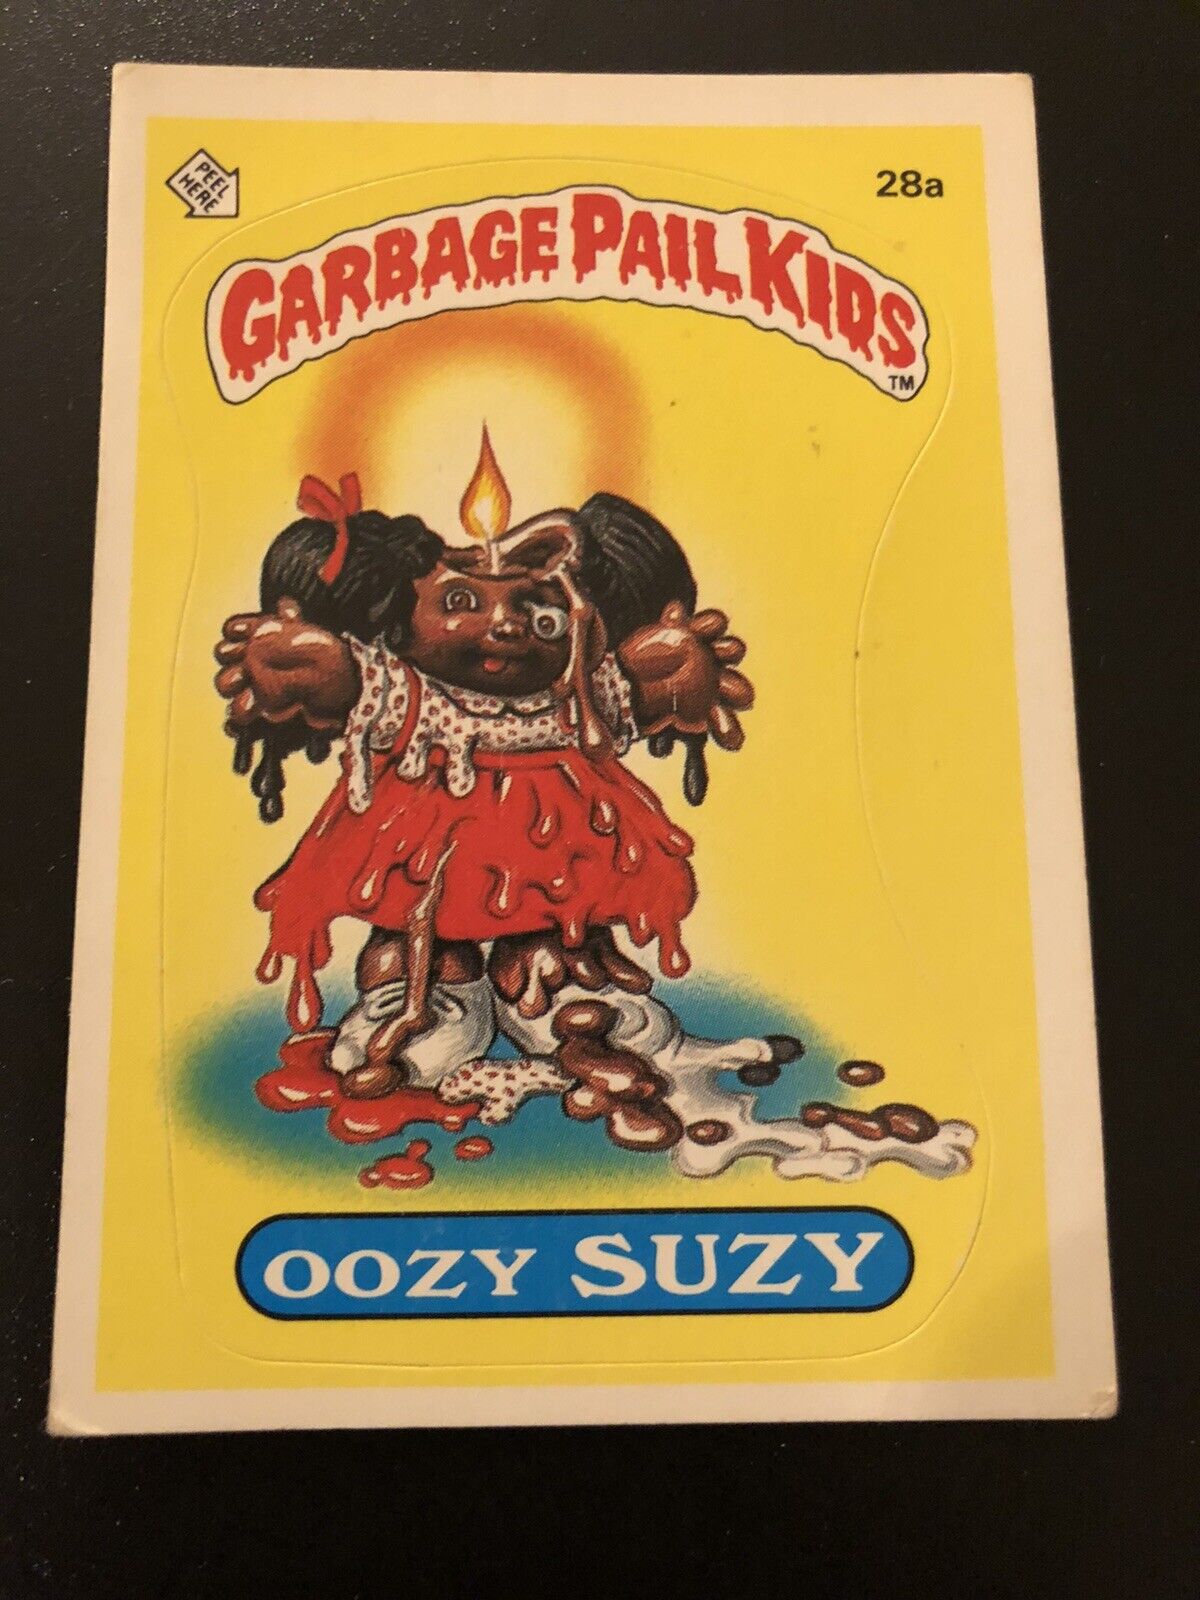 PEEL
HERE
28a
GARBAGE PAIL KIDS
TM
OOZY SUZY